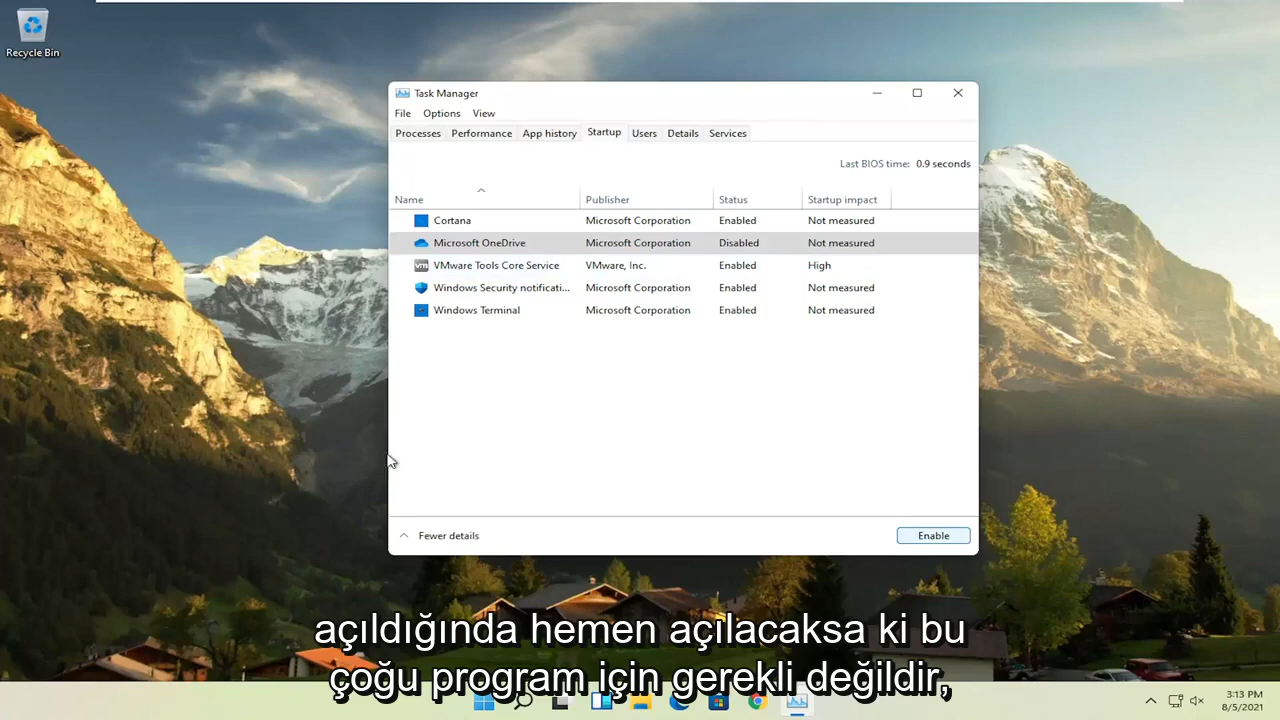 Recycle Bin
Task Manager
File Options View
Processes Performance App history Startup Users Details Services
Last BIOS time: 0.9 seconds
Name Publisher Status Startup impact
Cortana Microsoft Corporation Enabled Not measured
Microsoft OneDrive Microsoft Corporation Disabled Not measured
VMware Tools Core Service VMware, Inc. Enabled High
Windows Security notificati... Microsoft Corporation Enabled Not measured
Windows Terminal Microsoft Corporation Enabled Not measured
Fewer details Enable
açıldığında hemen açılacaksa ki bu
çoğu program için gerekli değildir,
3:13 PM
8/5/2021